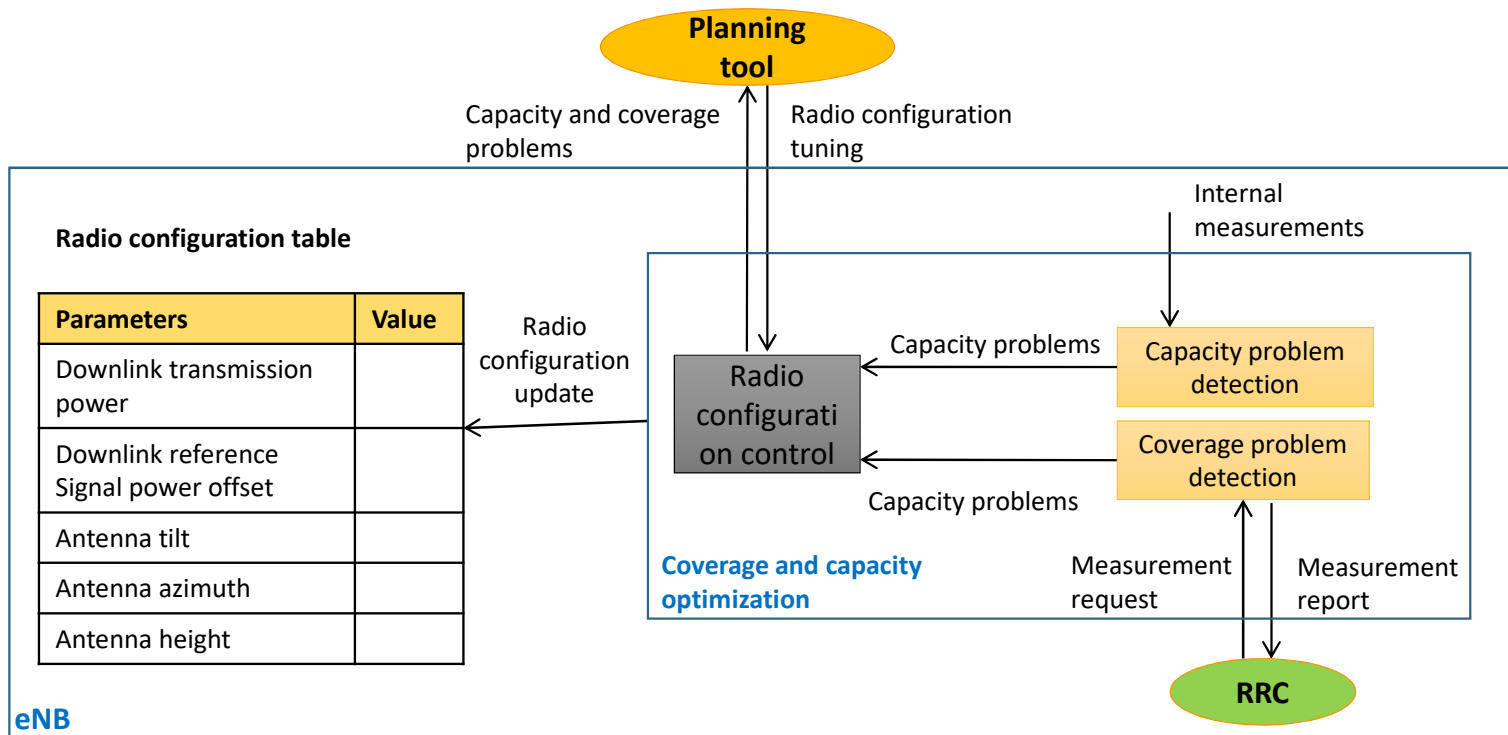 Planning
tool
Capacity and coverage
problems
Radio configuration
tuning
Internal
measurements
Radio configuration table
Parameters
Value
Downlink transmission
power
Downlink reference
Signal power offset
Antenna tilt
Antenna azimuth
Antenna height
Radio
configuration
update
Radio
configurati
on control
Capacity problems
Capacity problem
detection
Coverage problem
detection
Capacity problems
Coverage and capacity
optimization
Measurement
request
Measurement
report
RRC
eNB